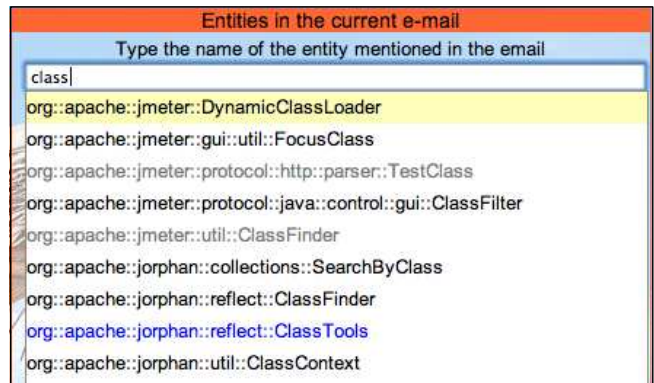 Entities in the current e-mail
Type the name of the entity mentioned in the email
class
org::apache::jmeter::DynamicClassLoader
org::apache::jmeter::gui::util::FocusClass
org::apache::jmeter::protocol::http::parser::TestClass
org::apache::jmeter::protocol::java::control::gui::ClassFilter
org::apache::jmeter::util::ClassFinder
org::apache::jorphan::collections::SearchByClass
org::apache::jorphan::reflect::ClassFinder
org::apache::jorphan::reflect::ClassTools
org::apache::jorphan::util::ClassContext